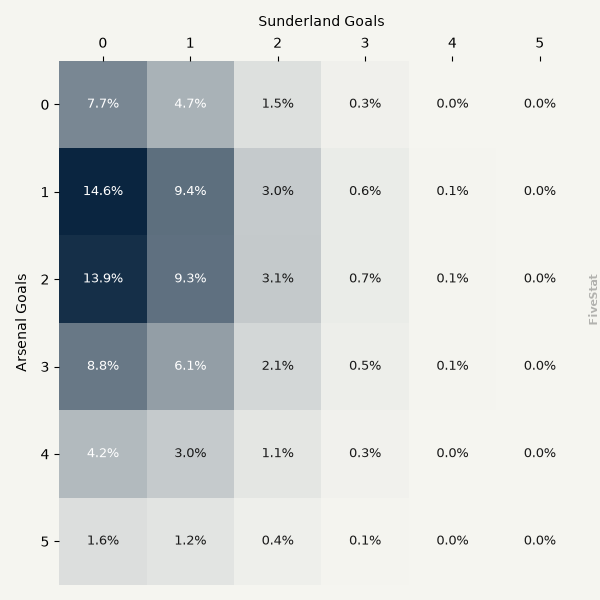 Sunderland Goals
0 1 2 3 4 5
0 7.7% 4.7% 1.5% 0.3% 0.0% 0.0%
1 14.6% 9.4% 3.0% 0.6% 0.1% 0.0%
2 13.9% 9.3% 3.1% 0.7% 0.1% 0.0%
3 8.8% 6.1% 2.1% 0.5% 0.1% 0.0%
4 4.2% 3.0% 1.1% 0.3% 0.0% 0.0%
5 1.6% 1.2% 0.4% 0.1% 0.0% 0.0%
Arsenal Goals
FiveStat